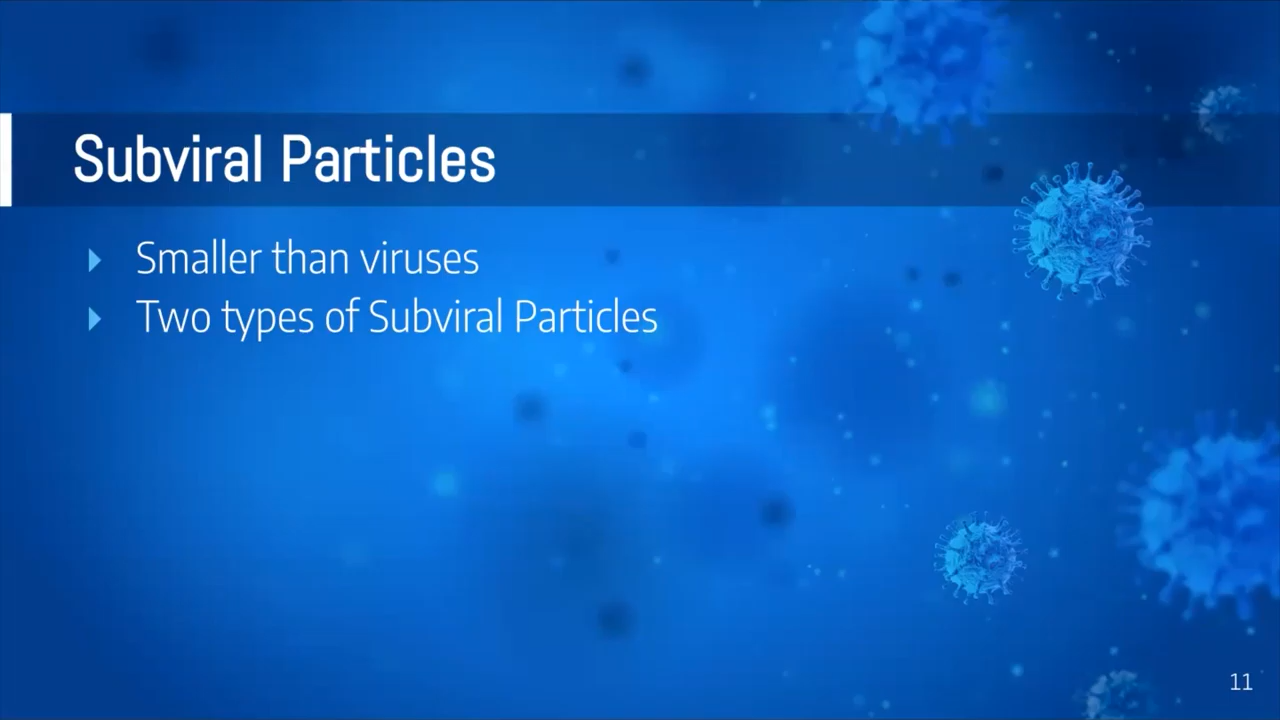 Subviral Particles
Smaller than viruses
Two types of Subviral Particles
11